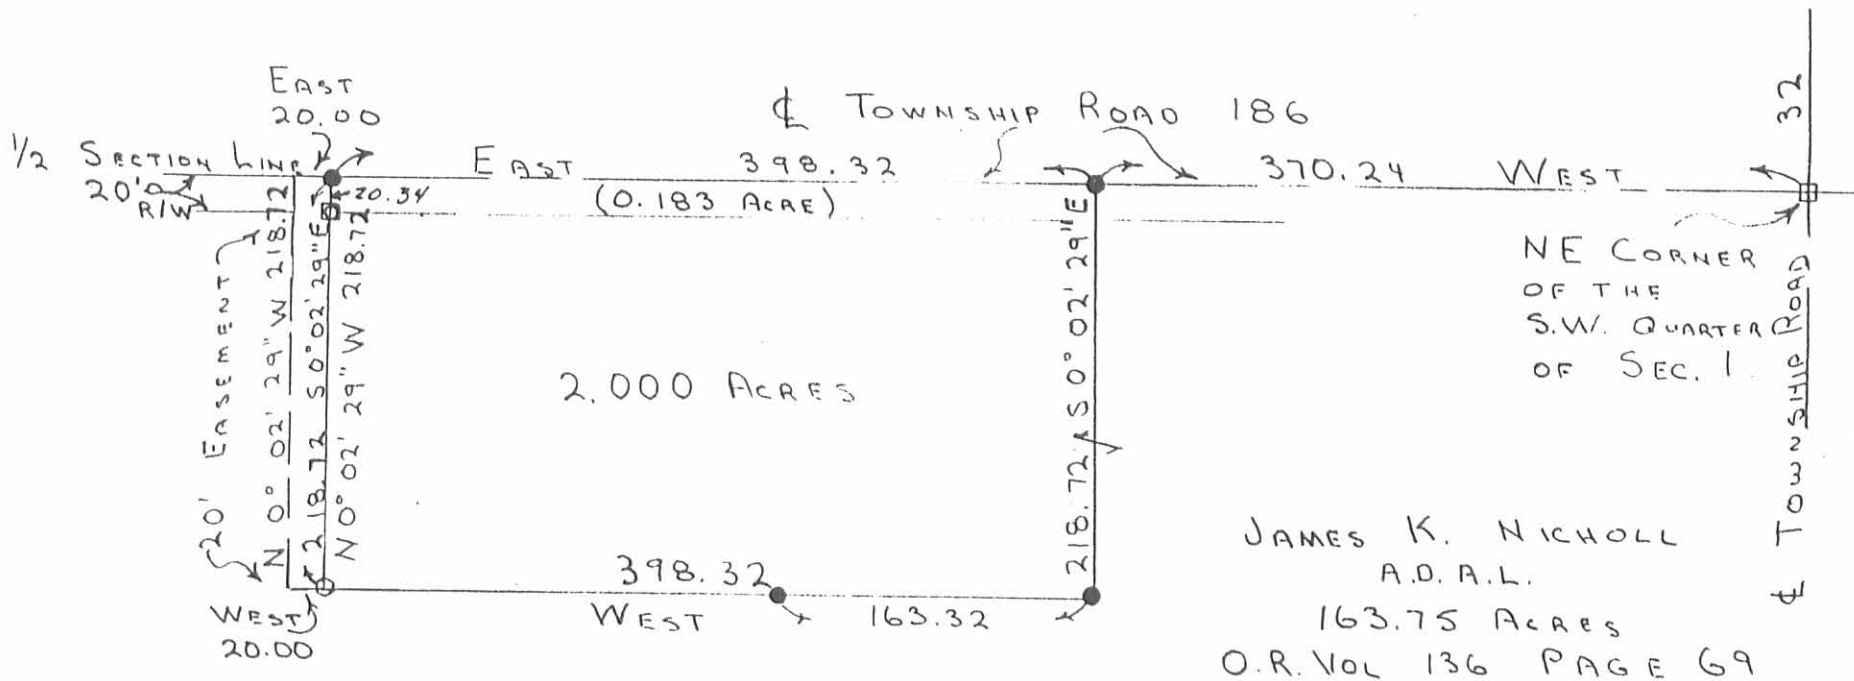 EAST
20.00
℄ TOWNSHIP ROAD 186
32
1/2 SECTION LINE
EAST 398.32
370.24 WEST
20'
R/W
20.34
(0.183 ACRE)
NE CORNER
OF THE
S.W. QUARTER
OF SEC. 1
20' EASEMENT
N 0° 02' 29" W 218.72
218.72 S 0° 02' 29" E
N 0° 02' 29" W 218.72
2.000 ACRES
218.72 S 0° 02' 29" E
℄ TOWNSHIP ROAD
JAMES K. NICHOLL
A.D.A.L.
163.75 ACRES
O.R. VOL 136 PAGE 69
398.32
WEST
163.32
WEST
20.00